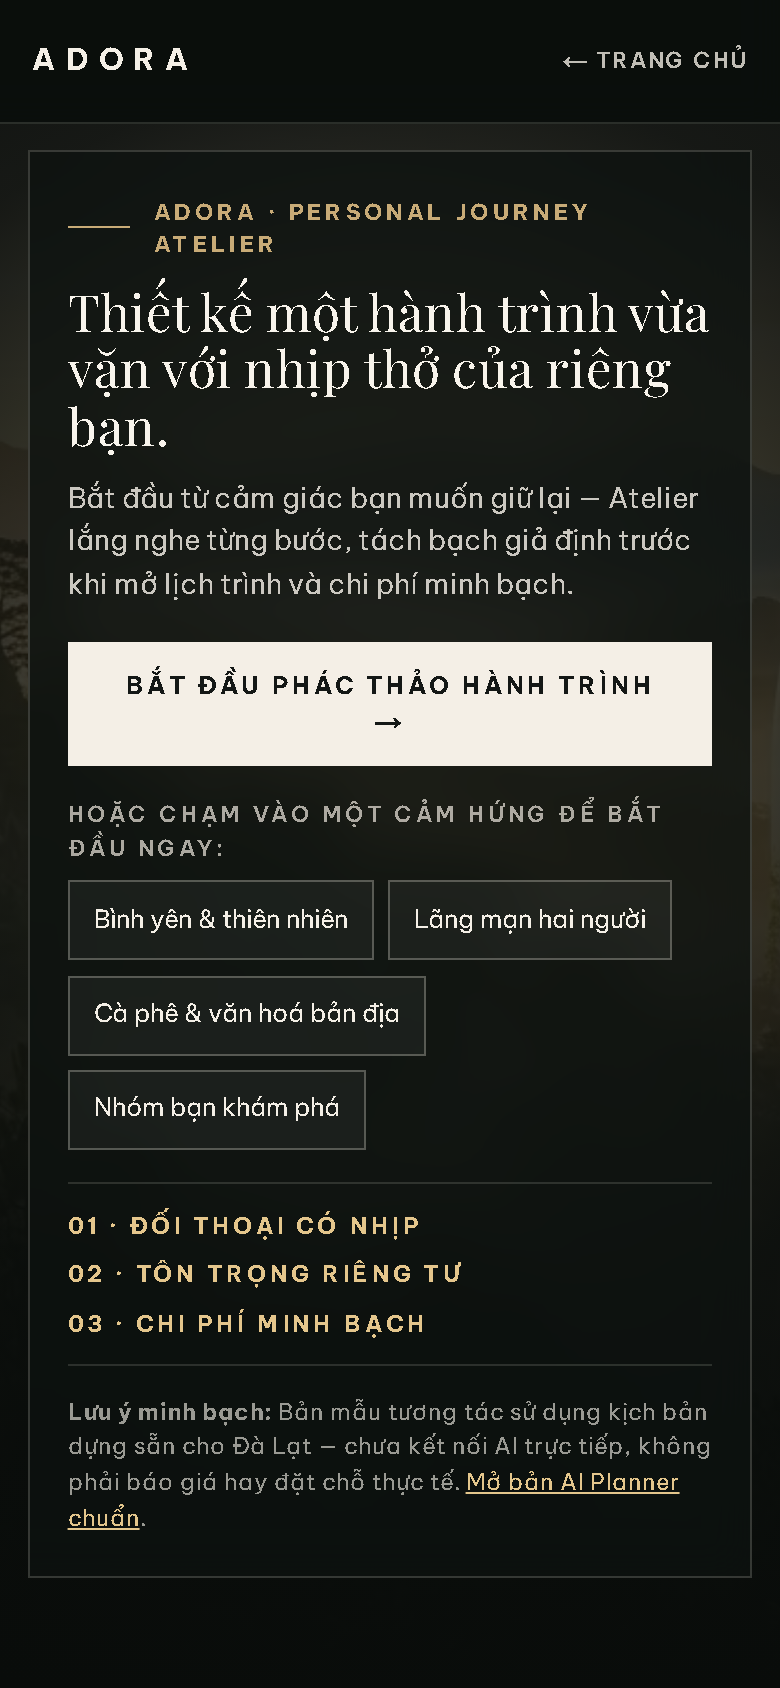 ADORA
← TRANG CHỦ
ADORA · PERSONAL JOURNEY
ATELIER
Thiết kế một hành trình vừa
vặn với nhịp thở của riêng
bạn.
Bắt đầu từ cảm giác bạn muốn giữ lại — Atelier
lắng nghe từng bước, tách bạch giả định trước
khi mở lịch trình và chi phí minh bạch.
BẮT ĐẦU PHÁC THẢO HÀNH TRÌNH
→
HOẶC CHẠM VÀO MỘT CẢM HỨNG ĐỂ BẮT
ĐẦU NGAY:
Bình yên & thiên nhiên
Lãng mạn hai người
Cà phê & văn hoá bản địa
Nhóm bạn khám phá
01 · ĐỐI THOẠI CÓ NHỊP
02 · TÔN TRỌNG RIÊNG TƯ
03 · CHI PHÍ MINH BẠCH
Lưu ý minh bạch: Bản mẫu tương tác sử dụng kịch bản
dựng sẵn cho Đà Lạt — chưa kết nối AI trực tiếp, không
phải báo giá hay đặt chỗ thực tế. Mở bản AI Planner
chuẩn.